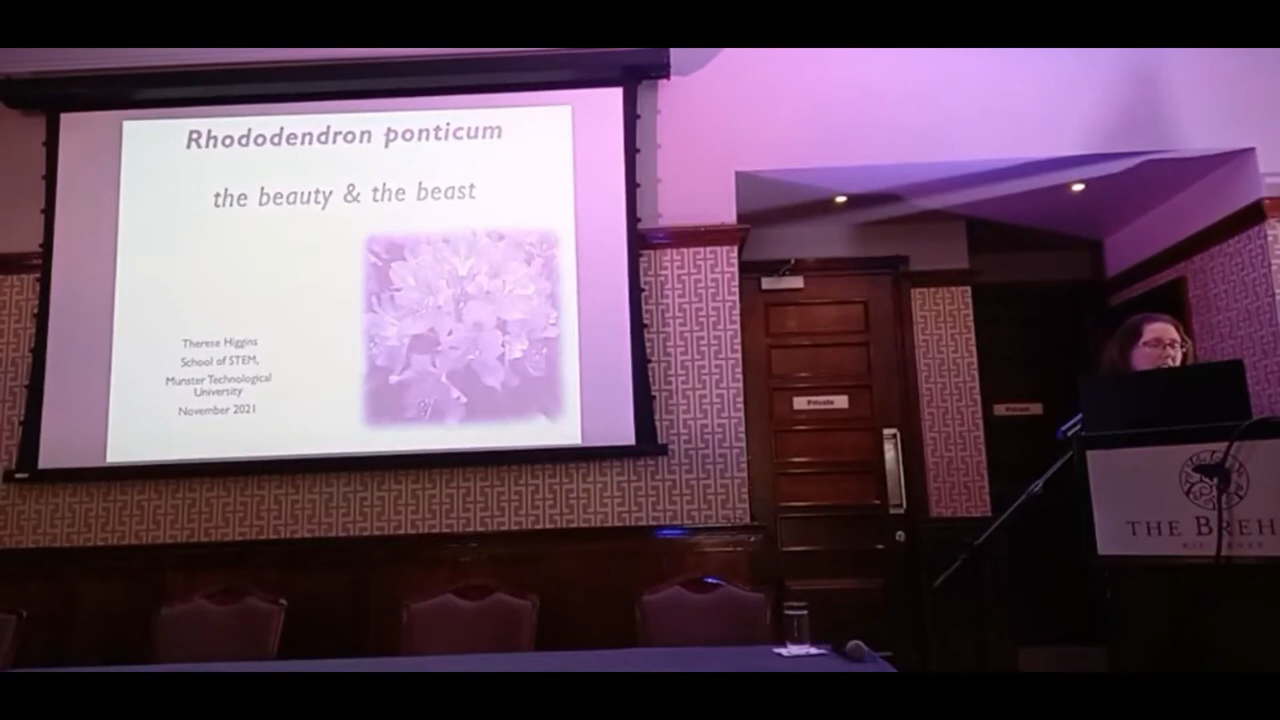 Rhododendron ponticum
the beauty & the beast
Therese Higgins
School of STEM,
Munster Technological
University
November 2021
Private
Private
THE BREH